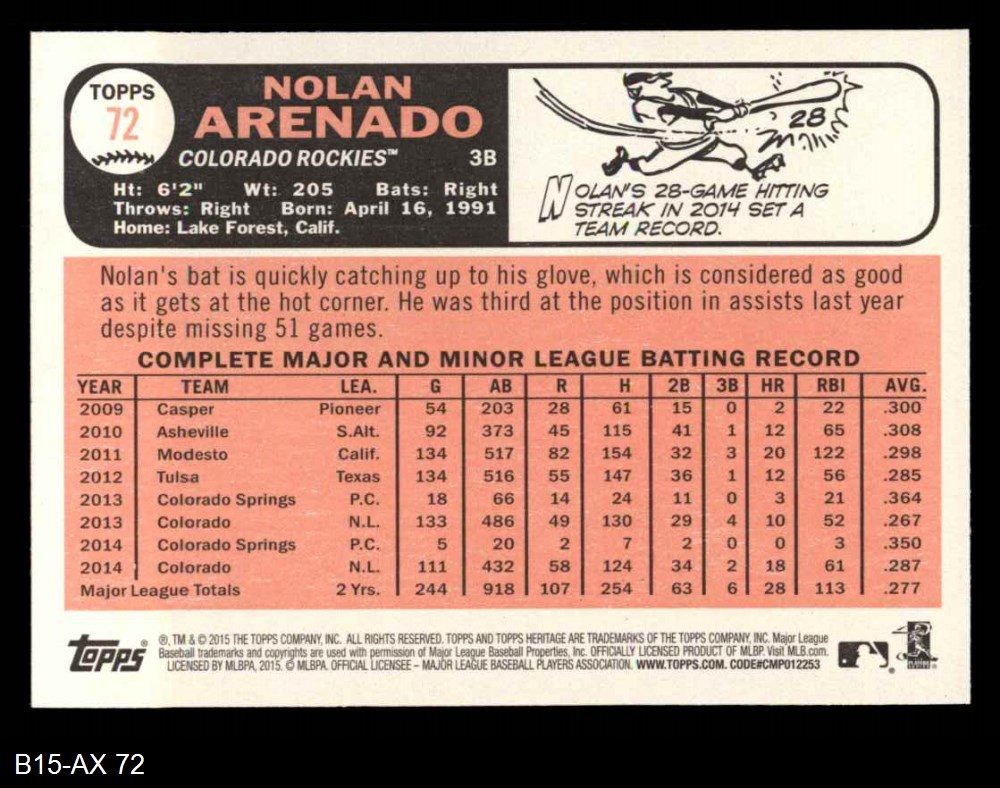 TOPPS
72
NOLAN
ARENADO
COLORADO ROCKIES™ 3B
Ht: 6'2" Wt: 205 Bats: Right
Throws: Right Born: April 16, 1991
Home: Lake Forest, Calif.
28
NOLAN'S 28-GAME HITTING
STREAK IN 2014 SET A
TEAM RECORD.
Nolan's bat is quickly catching up to his glove, which is considered as good
as it gets at the hot corner. He was third at the position in assists last year
despite missing 51 games.
COMPLETE MAJOR AND MINOR LEAGUE BATTING RECORD
YEAR TEAM LEA. G AB R H 2B 3B HR RBI AVG.
2009 Casper Pioneer 54 203 28 61 15 0 2 22 .300
2010 Asheville S.Alt. 92 373 45 115 41 1 12 65 .308
2011 Modesto Calif. 134 517 82 154 32 3 20 122 .298
2012 Tulsa Texas 134 516 55 147 36 1 12 56 .285
2013 Colorado Springs P.C. 18 66 14 24 11 0 3 21 .364
2013 Colorado N.L. 133 486 49 130 29 4 10 52 .267
2014 Colorado Springs P.C. 5 20 2 7 2 0 0 3 .350
2014 Colorado N.L. 111 432 58 124 34 2 18 61 .287
Major League Totals 2 Yrs. 244 918 107 254 63 6 28 113 .277
Topps®
®, TM & © 2015 THE TOPPS COMPANY, INC. ALL RIGHTS RESERVED. TOPPS AND TOPPS HERITAGE ARE TRADEMARKS OF THE TOPPS COMPANY, INC. Major League
Baseball trademarks and copyrights are used with permission of Major League Baseball Properties, Inc. OFFICIALLY LICENSED PRODUCT OF MLBP. Visit MLB.com.
LICENSED BY MLBPA, 2015. © MLBPA. OFFICIAL LICENSEE – MAJOR LEAGUE BASEBALL PLAYERS ASSOCIATION. WWW.TOPPS.COM. CODE#CMP012253
B15-AX 72